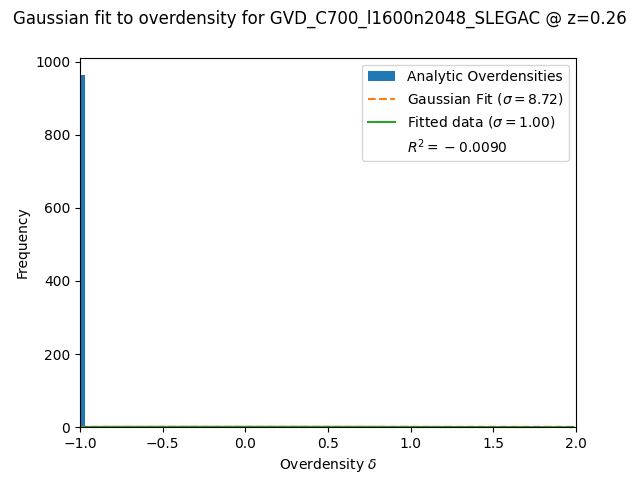 Gaussian fit to overdensity for GVD_C700_l1600n2048_SLEGAC @ z=0.26
Analytic Overdensities
Gaussian Fit (σ = 8.72)
Fitted data (σ = 1.00)
R² = −0.0090
1000
800
600
400
200
0
Frequency
−1.0 −0.5 0.0 0.5 1.0 1.5 2.0
Overdensity δ